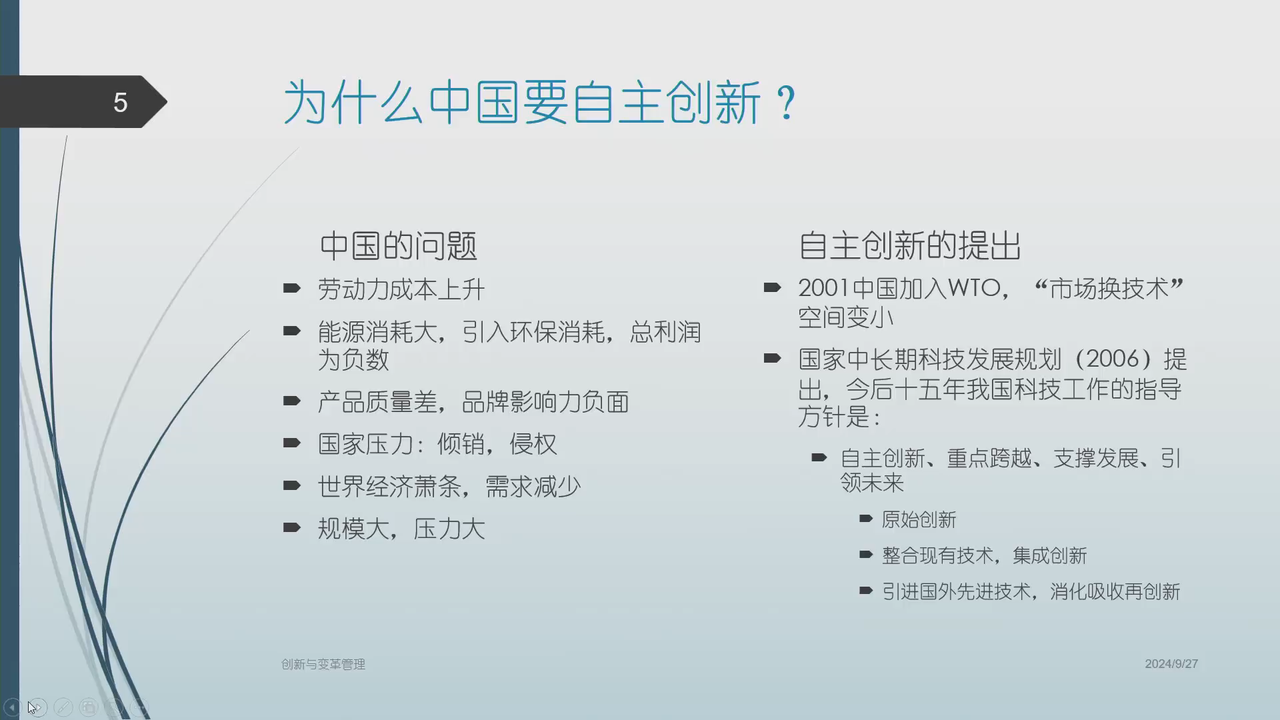 5
为什么中国要自主创新？
中国的问题
劳动力成本上升
能源消耗大，引入环保消耗，总利润
为负数
产品质量差，品牌影响力负面
国家压力：倾销，侵权
世界经济萧条，需求减少
规模大，压力大
自主创新的提出
2001中国加入WTO，“市场换技术”
空间变小
国家中长期科技发展规划（2006）提
出，今后十五年我国科技工作的指导
方针是：
自主创新、重点跨越、支撑发展、引
领未来
原始创新
整合现有技术，集成创新
引进国外先进技术，消化吸收再创新
创新与变革管理
2024/9/27